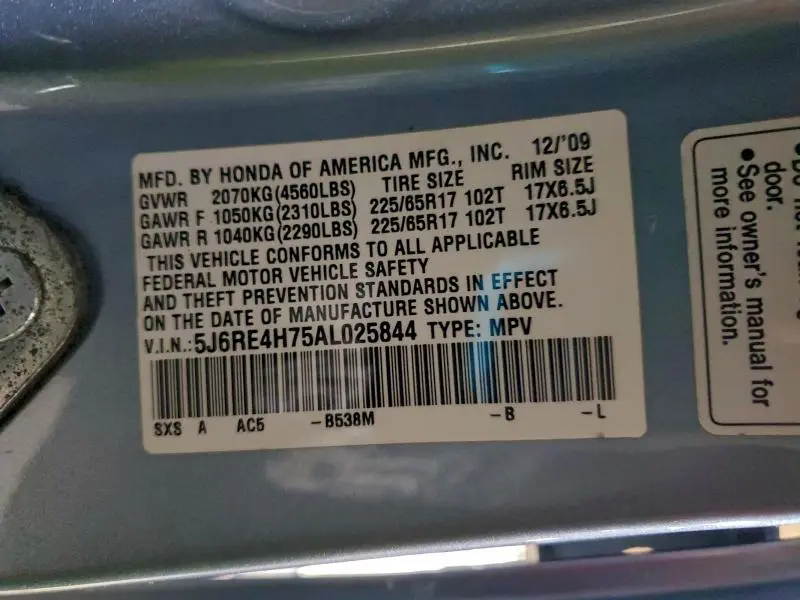 MFD. BY HONDA OF AMERICA MFG., INC. 12/'09
GVWR 2070KG(4560LBS) TIRE SIZE RIM SIZE
GAWR F 1050KG(2310LBS) 225/65R17 102T 17X6.5J
GAWR R 1040KG(2290LBS) 225/65R17 102T 17X6.5J
THIS VEHICLE CONFORMS TO ALL APPLICABLE
FEDERAL MOTOR VEHICLE SAFETY
AND THEFT PREVENTION STANDARDS IN EFFECT
ON THE DATE OF MANUFACTURE SHOWN ABOVE.
V.I.N.:5J6RE4H75AL025844 TYPE: MPV
SXS A AC5 -B538M -B -L
door.
●See owner's manual for
more information.